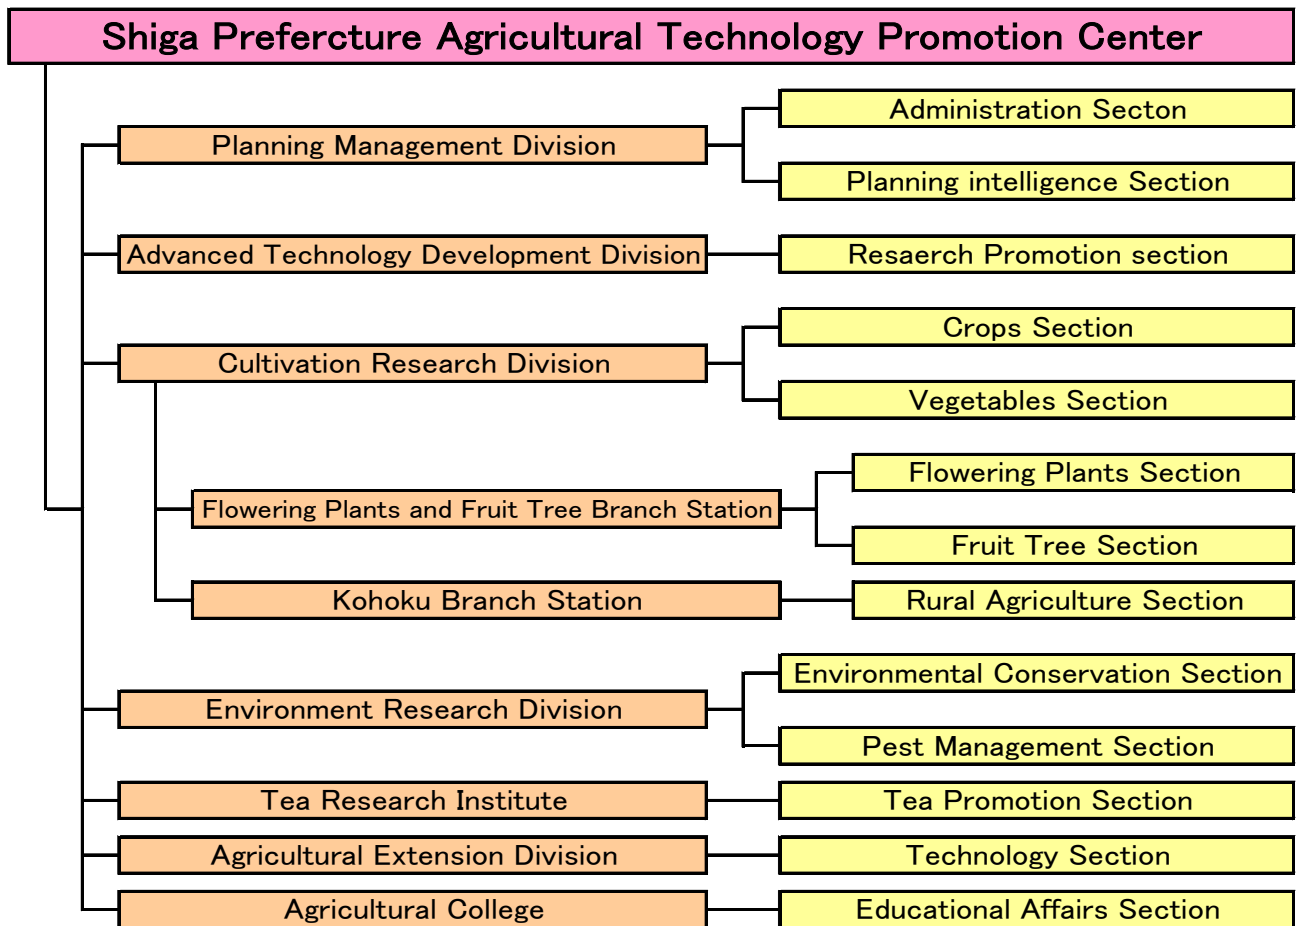 Shiga Prefercture Agricultural Technology Promotion Center
Administration Secton
Planning Management Division
Planning intelligence Section
Advanced Technology Development Division
Resaerch Promotion section
Crops Section
Cultivation Research Division
Vegetables Section
Flowering Plants Section
Flowering Plants and Fruit Tree Branch Station
Fruit Tree Section
Kohoku Branch Station
Rural Agriculture Section
Environmental Conservation Section
Environment Research Division
Pest Management Section
Tea Research Institute
Tea Promotion Section
Agricultural Extension Division
Technology Section
Agricultural College
Educational Affairs Section